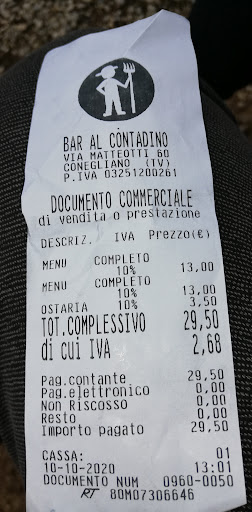 BAR AL CONTADINO
VIA MATTEOTTI 60
CONEGLIANO (TV)
P.IVA 03251200261
DOCUMENTO COMMERCIALE
di vendita o prestazione
DESCRIZ. IVA Prezzo(€)
MENU COMPLETO
10% 13,00
MENU COMPLETO
10% 13,00
OSTARIA 10% 3,50
TOT.COMPLESSIVO 29,50
di cui IVA 2,68
Pag.contante 29,50
Pag.elettronico 0,00
Non Riscosso 0,00
Resto 0,00
Importo pagato 29,50
CASSA: 01
10-10-2020 13:01
DOCUMENTO NUM 0960-0050
RT 80M07306646